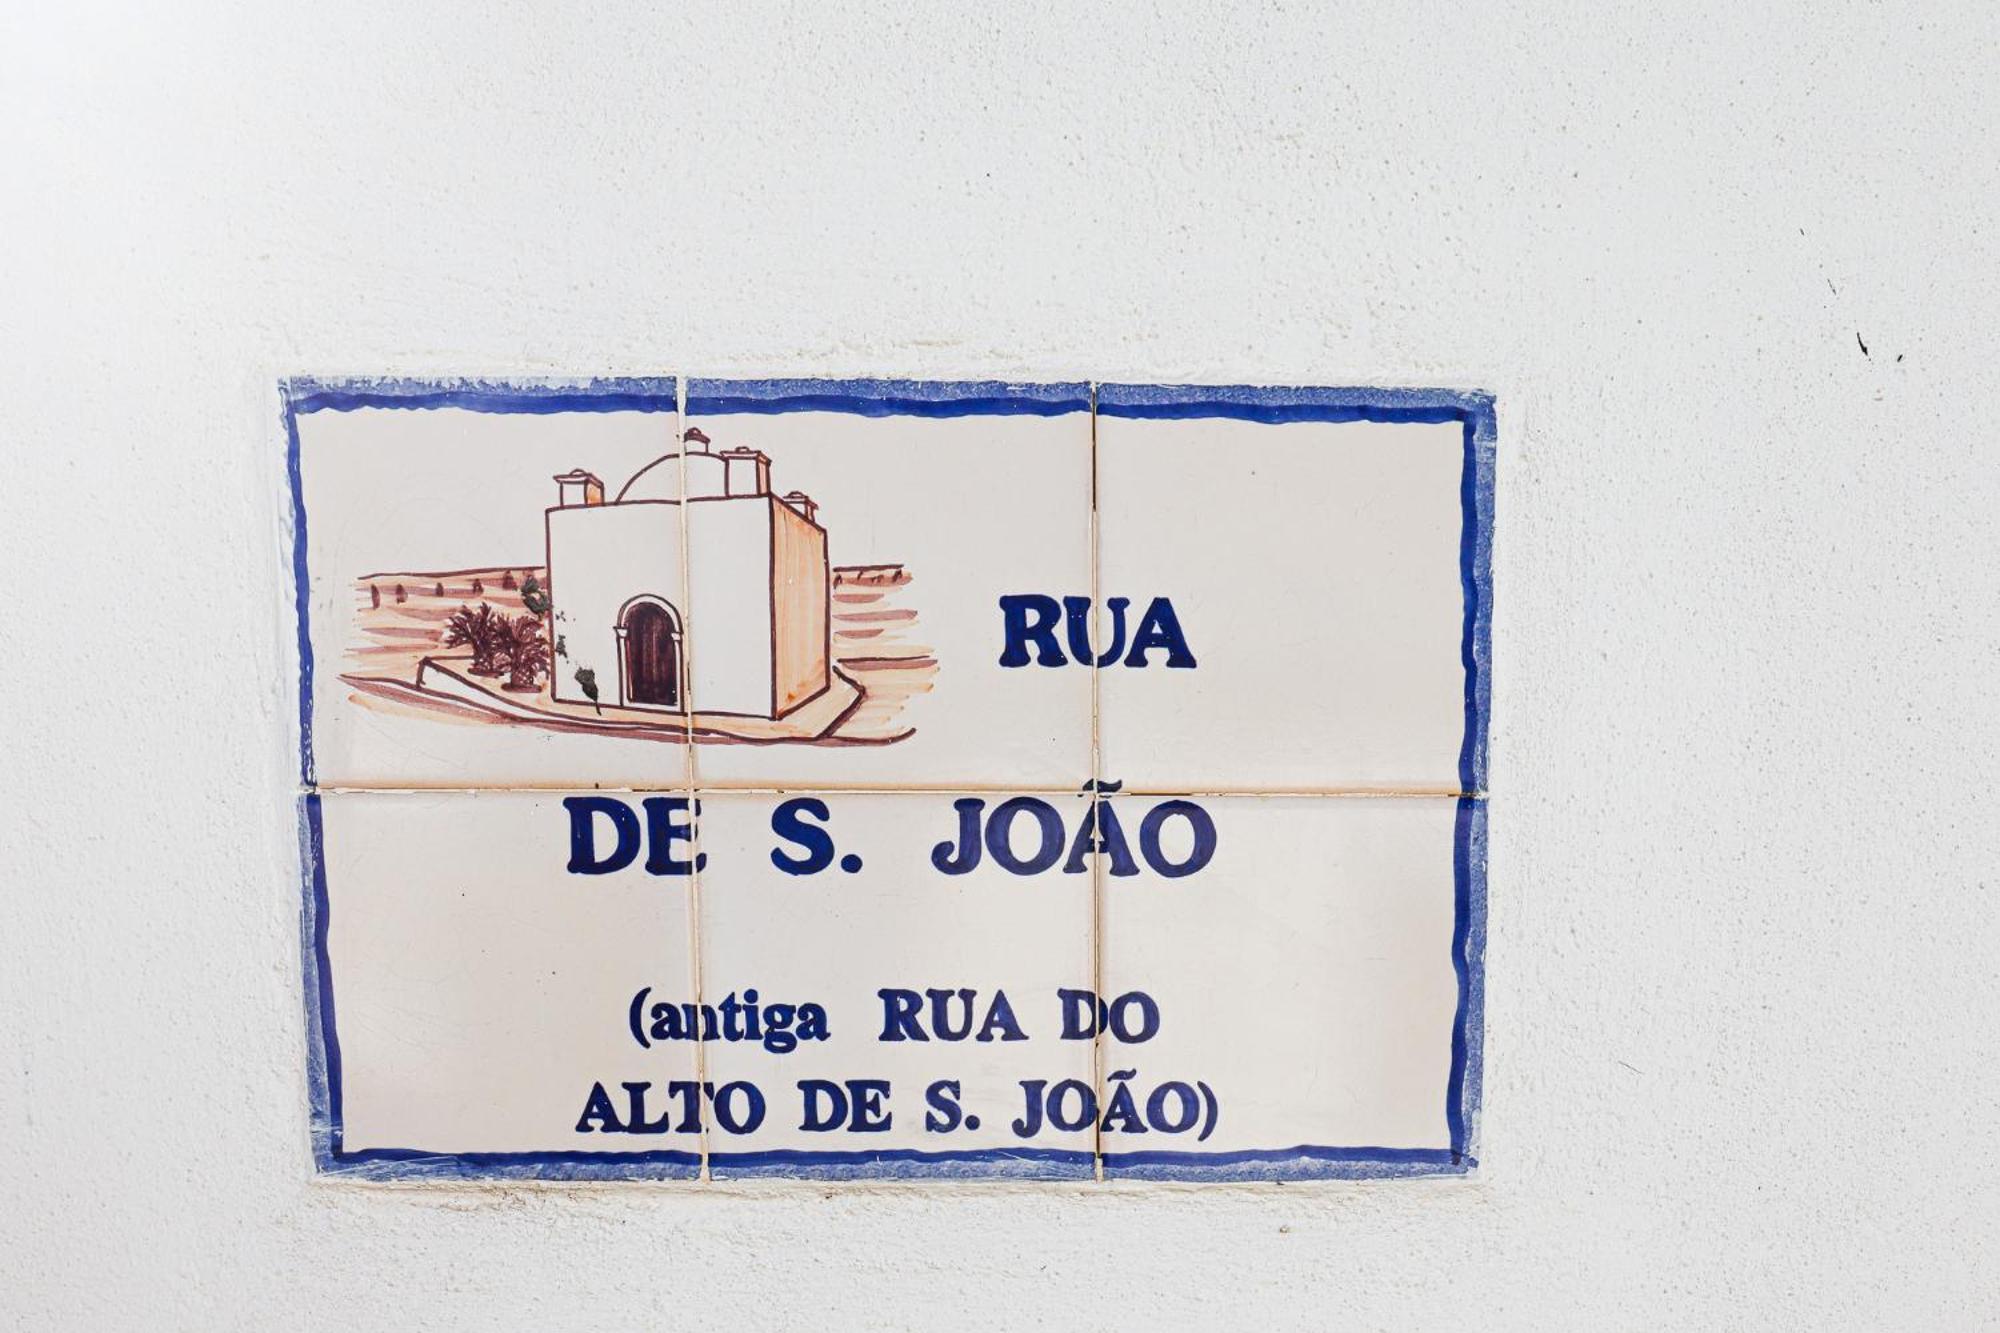 RUA
DE S. JOÃO
(antiga RUA DO
ALTO DE S. JOÃO)